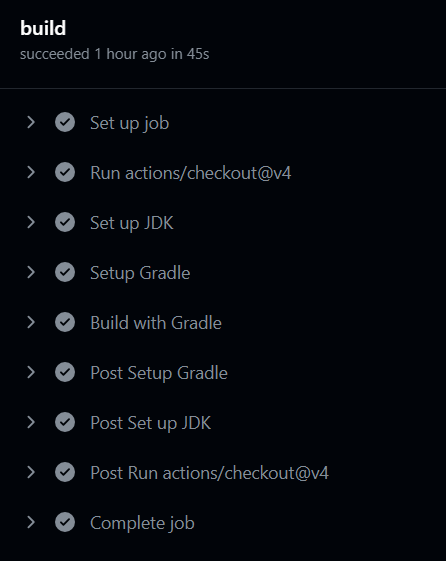 build
succeeded 1 hour ago in 45s
Set up job
Run actions/checkout@v4
Set up JDK
Setup Gradle
Build with Gradle
Post Setup Gradle
Post Set up JDK
Post Run actions/checkout@v4
Complete job